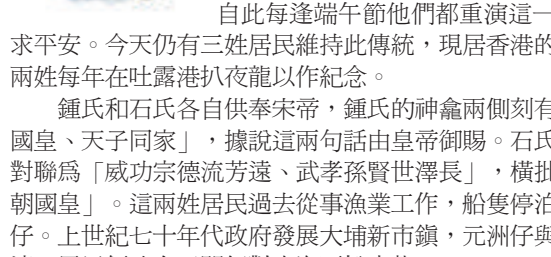 自此每逢端午節他們都重演這一
求平安。今天仍有三姓居民維持此傳統，現居香港的
兩姓每年在吐露港扒夜龍以作紀念。
鍾氏和石氏各自供奉宋帝，鍾氏的神龕兩側刻有
國皇、天子同家」，據說這兩句話由皇帝御賜。石氏
對聯爲「威功宗德流芳遠、武孝孫賢世澤長」，橫掛
朝國皇」。這兩姓居民過去從事漁業工作，船隻停泊
仔。上世紀七十年代政府發展大埔新市鎮，元洲仔與